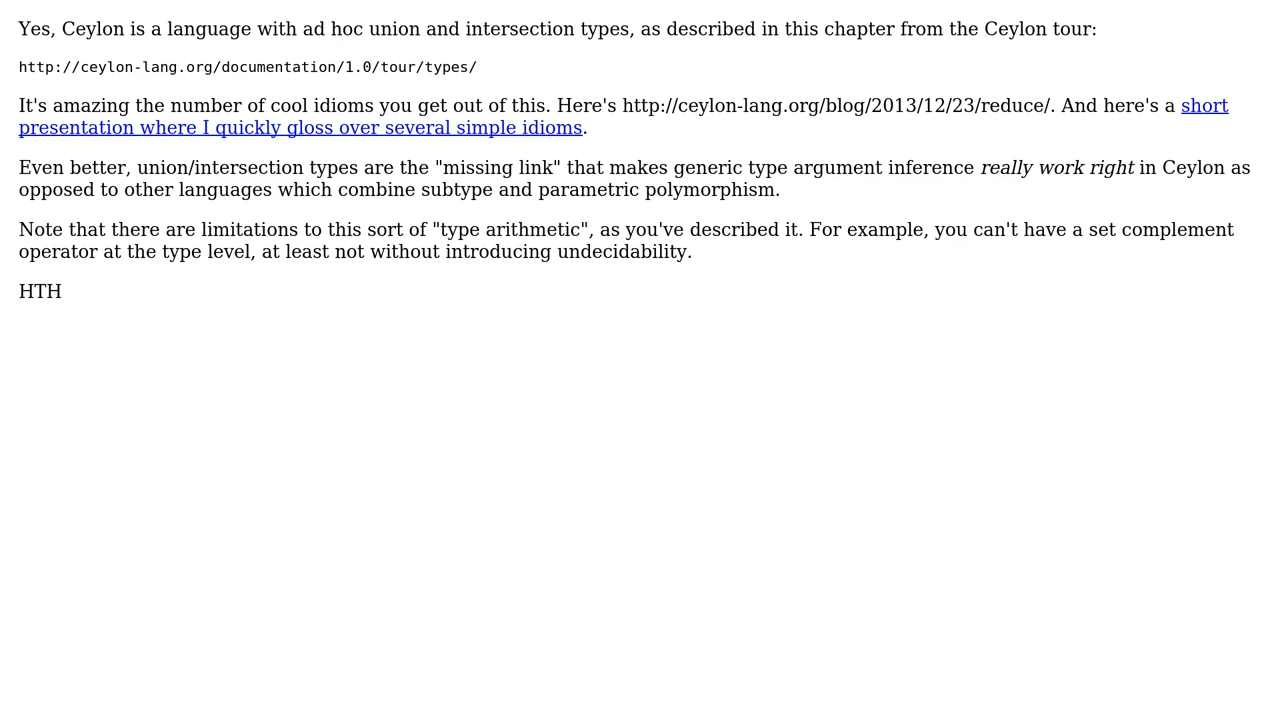 Yes, Ceylon is a language with ad hoc union and intersection types, as described in this chapter from the Ceylon tour:
http://ceylon-lang.org/documentation/1.0/tour/types/
It's amazing the number of cool idioms you get out of this. Here's http://ceylon-lang.org/blog/2013/12/23/reduce/. And here's a short
presentation where I quickly gloss over several simple idioms.
Even better, union/intersection types are the "missing link" that makes generic type argument inference really work right in Ceylon as
opposed to other languages which combine subtype and parametric polymorphism.
Note that there are limitations to this sort of "type arithmetic", as you've described it. For example, you can't have a set complement
operator at the type level, at least not without introducing undecidability.
HTH